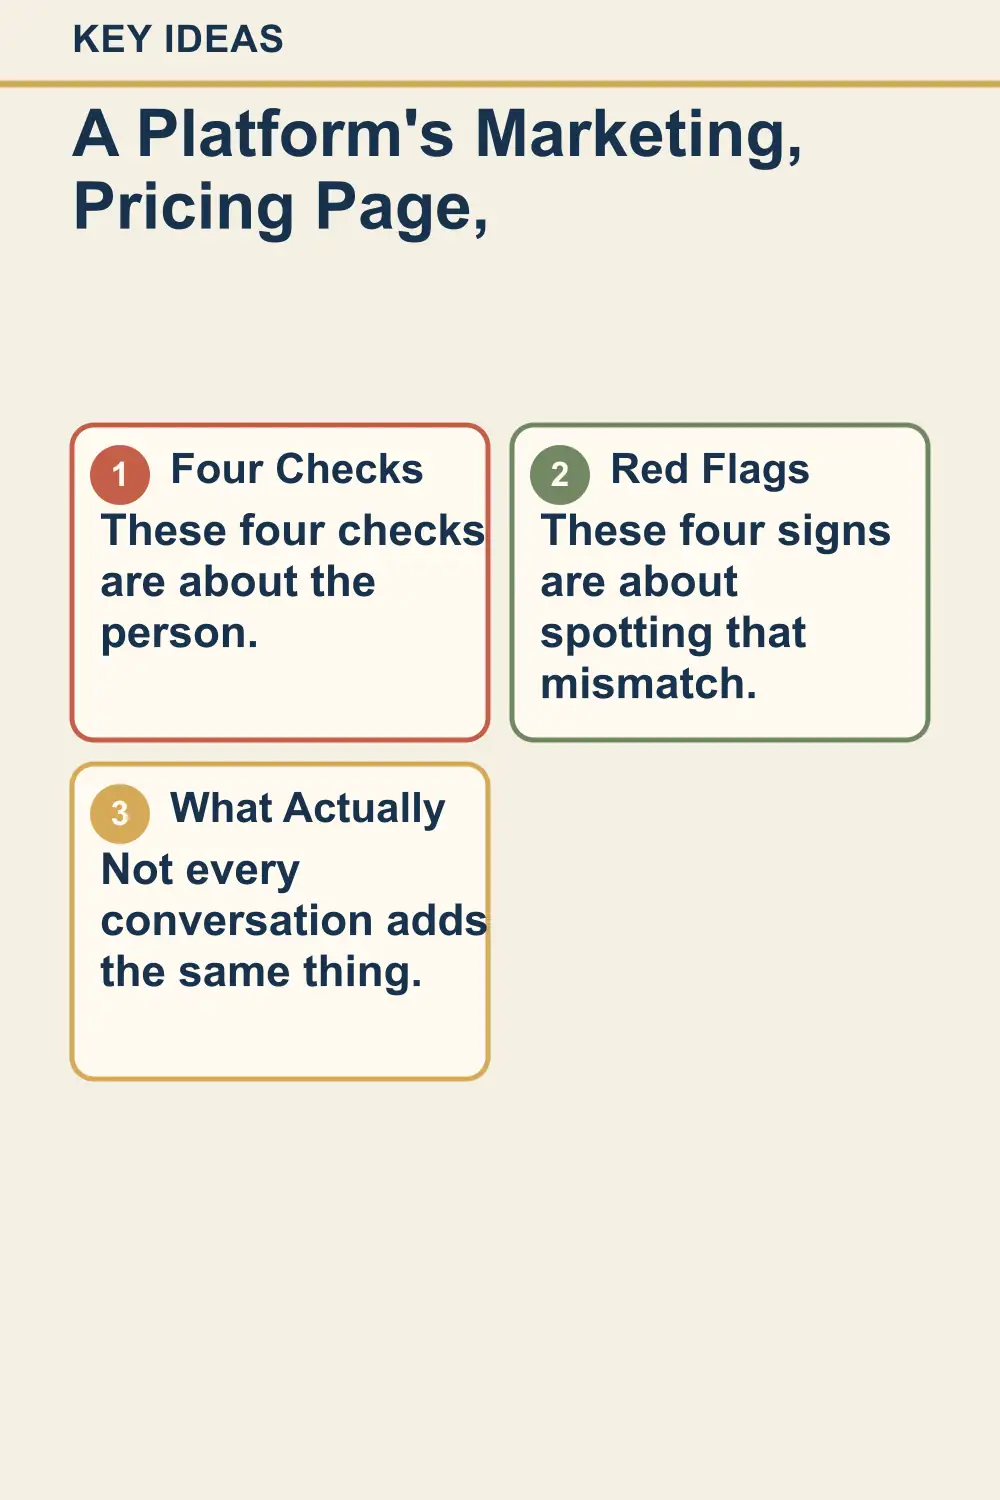 KEY IDEAS
A Platform's Marketing,
Pricing Page,
1 Four Checks
These four checks
are about the
person.
2 Red Flags
These four signs
are about
spotting that
mismatch.
3 What Actually
Not every
conversation adds
the same thing.